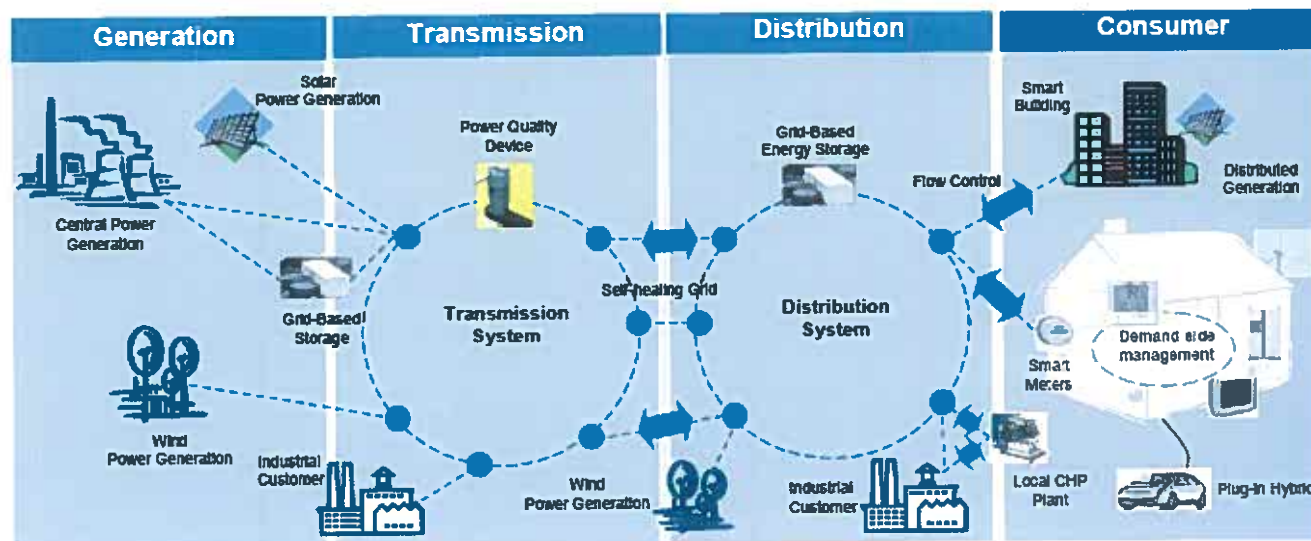 Generation
Transmission
Distribution
Consumer
Solar
Power Generation
Central Power
Generation
Grid-Based
Storage
Wind
Power Generation
Industrial
Customer
Power Quality
Device
Transmission
System
Self-healing Grid
Wind
Power Generation
Grid-Based
Energy Storage
Flow Control
Distribution
System
Industrial
Customer
Smart
Building
Distributed
Generation
Demand side
management
Smart
Meters
Local CHP
Plant
Plug-in Hybrid